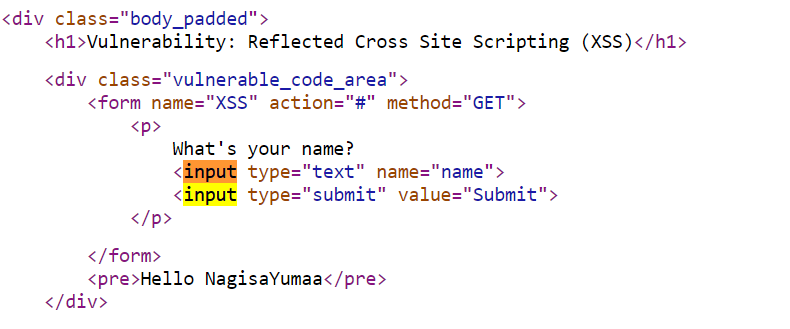 <div class="body_padded">
<h1>Vulnerability: Reflected Cross Site Scripting (XSS)</h1>
<div class="vulnerable_code_area">
<form name="XSS" action="#" method="GET">
<p>
What's your name?
<input type="text" name="name">
<input type="submit" value="Submit">
</p>
</form>
<pre>Hello NagisaYumaa</pre>
</div>